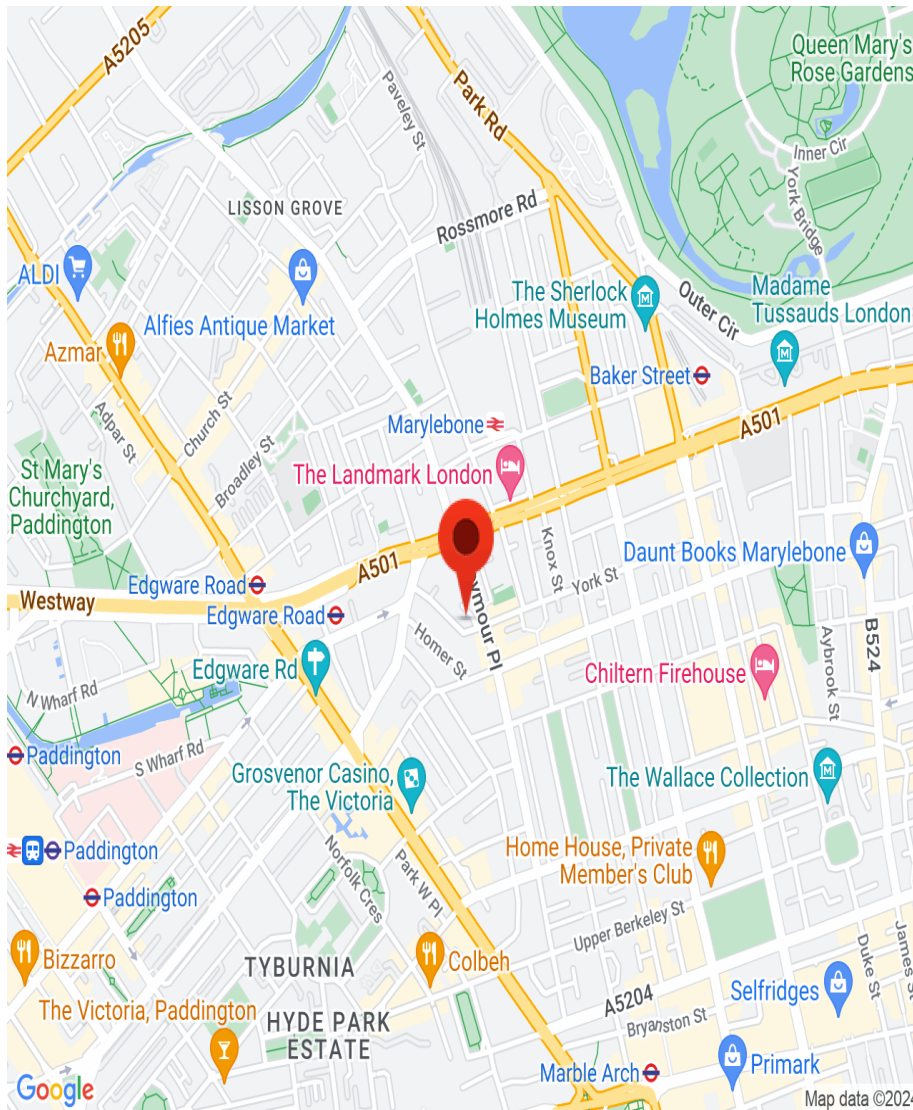 A5205
Park Rd
Paveley St
Queen Mary's
Rose Gardens
Inner Cir
York Bridge
LISSON GROVE
Rossmore Rd
ALDI
Alfies Antique Market
The Sherlock
Holmes Museum
Outer Cir
Madame
Tussauds London
Azmar
Baker Street
Adpar St
Church St
Marylebone
A501
Broadley St
St Mary's
Churchyard,
Paddington
The Landmark London
Knox St
Daunt Books Marylebone
A501
Edgware Road
York St
Westway
Edgware Road
ymour Pl
Homer St
B524
Aybrook St
Edgware Rd
Chiltern Firehouse
N Wharf Rd
Paddington
S Wharf Rd
Grosvenor Casino,
The Victoria
The Wallace Collection
Paddington
Norfolk Cres
Park W Pl
Home House, Private
Member's Club
Paddington
Upper Berkeley St
Bizzarro
TYBURNIA
Colbeh
Duke St
James St
Selfridges
The Victoria, Paddington
A5204
HYDE PARK
ESTATE
Bryanston St
Marble Arch
Primark
Google
Map data ©2024